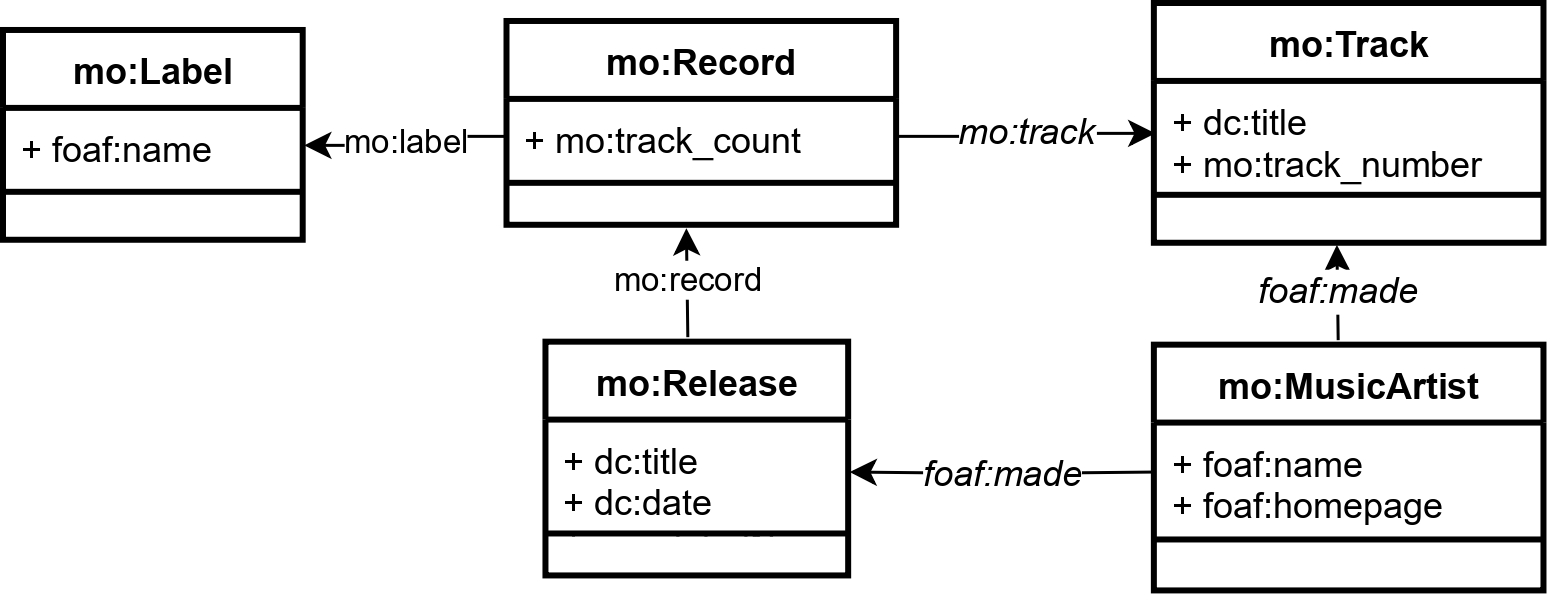 mo:Label
+ foaf:name
mo:label
mo:Record
+ mo:track_count
mo:track
mo:Track
+ dc:title
+ mo:track_number
mo:record
foaf:made
mo:Release
+ dc:title
+ dc:date
foaf:made
mo:MusicArtist
+ foaf:name
+ foaf:homepage